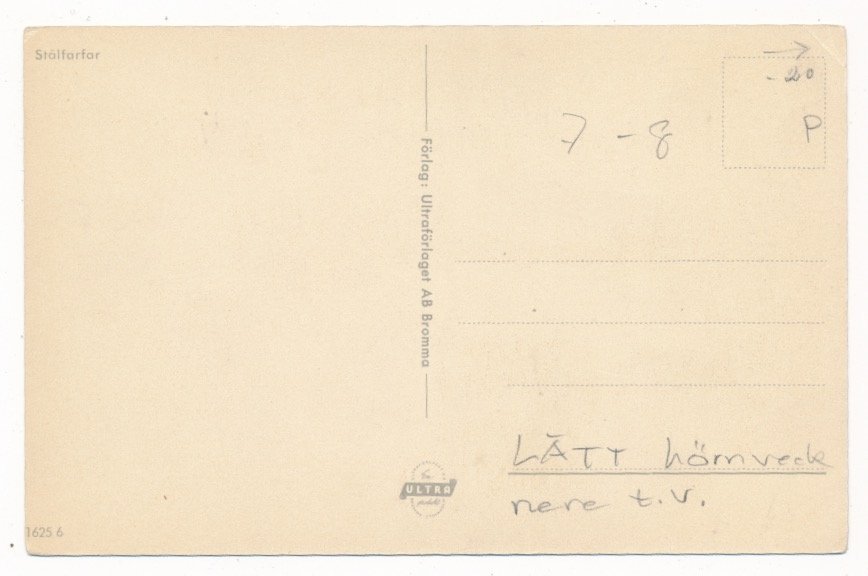 Stålfarfar
→
- 20
P
7 - 8
Förlag: Ultraförlaget AB Bromma
LÄTT hörnveck
nere t.v.
ULTRA
1625 6